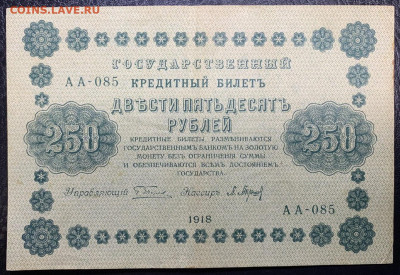 COINS.LAVE.RU
ГОСУДАРСТВЕННЫЙ
КРЕДИТНЫЙ БИЛЕТЪ
АА-085
ДВѢСТИ ПЯТЬДЕСЯТЪ
РУБЛЕЙ
250
250
КРЕДИТНЫЕ БИЛЕТЫ РАЗМѢНИВАЮТСЯ
ГОСУДАРСТВЕННЫМЪ БАНКОМЪ НА ЗОЛОТУЮ
МОНЕТУ БЕЗЪ ОГРАНИЧЕНІЯ СУММЫ
И ОБЕЗПЕЧИВАЮТСЯ ВСѢМЪ ДОСТОЯНІЕМЪ
ГОСУДАРСТВА.
Управляющій
Кассиръ
АА-085
1918